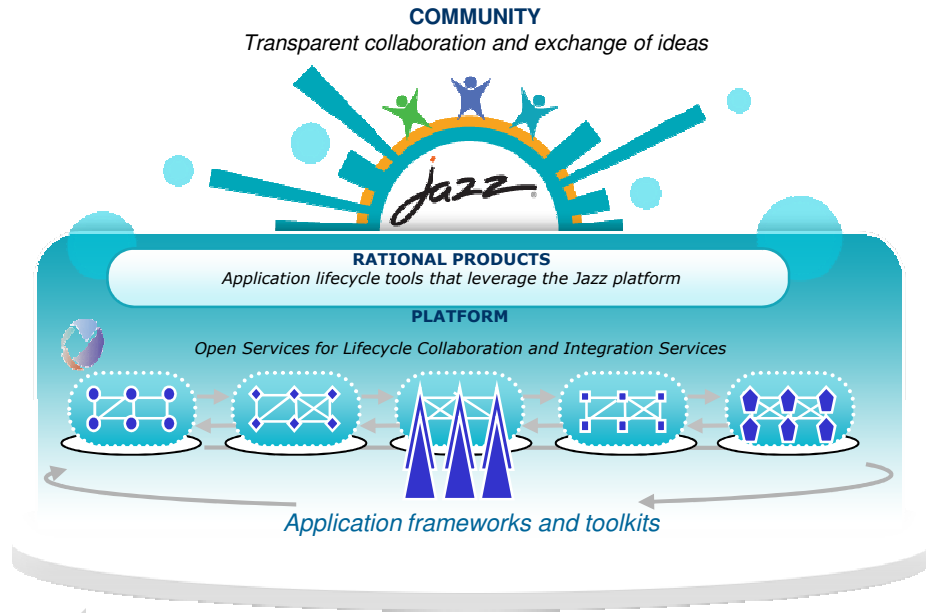 COMMUNITY
Transparent collaboration and exchange of ideas
jazz
RATIONAL PRODUCTS
Application lifecycle tools that leverage the Jazz platform
PLATFORM
Open Services for Lifecycle Collaboration and Integration Services
Application frameworks and toolkits